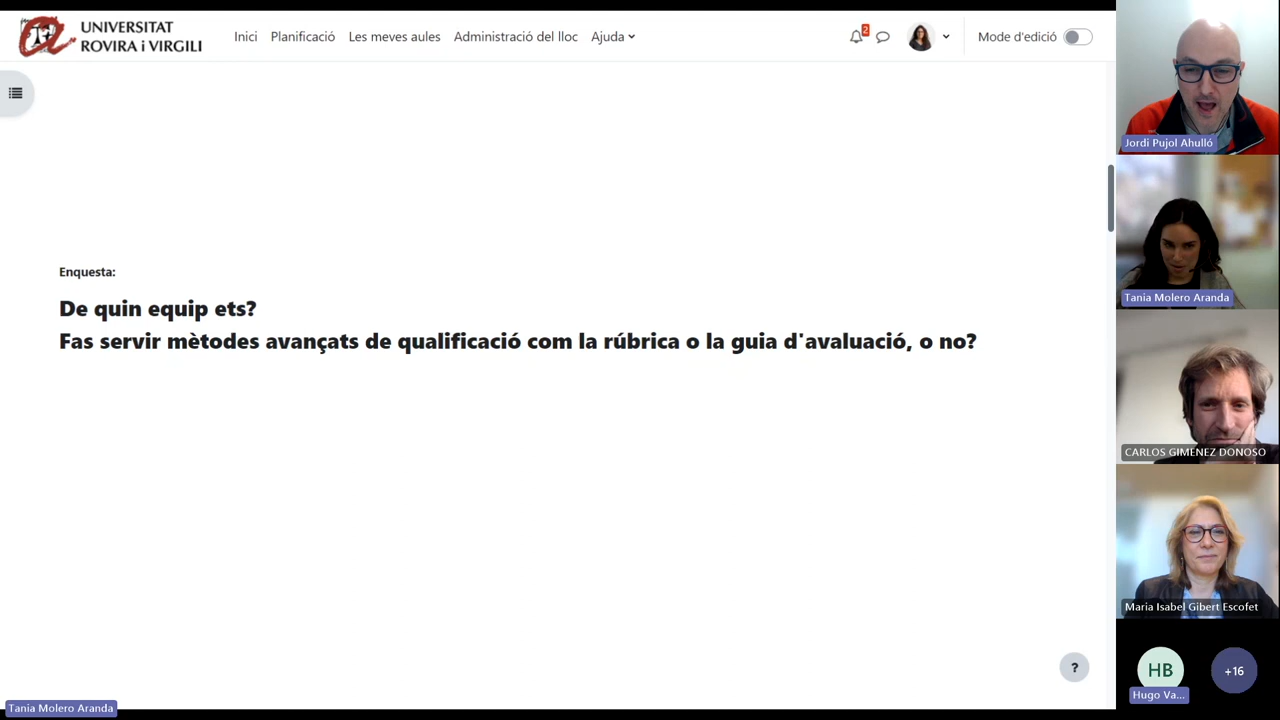 UNIVERSITAT
ROVIRA i VIRGILI
Inici Planificació Les meves aules Administració del lloc Ajuda
2
Mode d'edició
Enquesta:
De quin equip ets?
Fas servir mètodes avançats de qualificació com la rúbrica o la guia d'avaluació, o no?
?
Tania Molero Aranda
Jordi Pujol Ahulló
Tania Molero Aranda
CARLOS GIMENEZ DONOSO
Maria Isabel Gibert Escofet
HB
+16
Hugo Va...